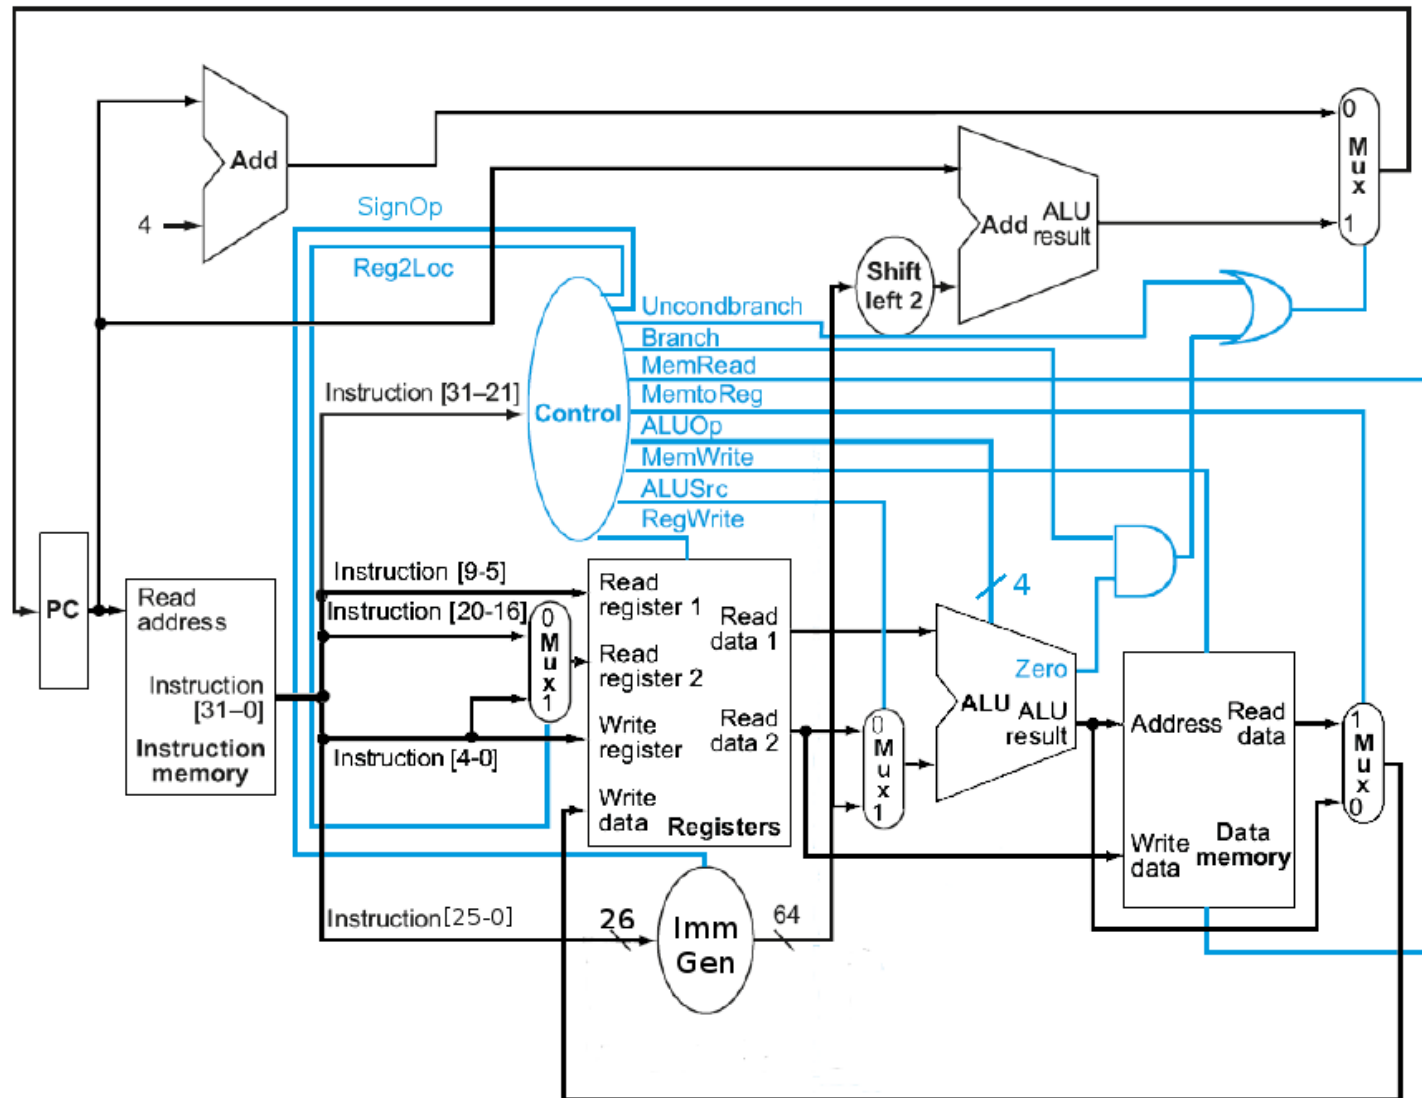 Add
4
SignOp
Reg2Loc
0
M
u
x
1
Add
ALU
result
Shift
left 2
Uncondbranch
Branch
MemRead
MemtoReg
ALUOp
MemWrite
ALUSrc
RegWrite
Control
Instruction [31–21]
PC
Read
address
Instruction
[31–0]
Instruction
memory
Instruction [9-5]
Instruction [20-16]
Instruction [4-0]
0
M
u
x
1
Read
register 1
Read
register 2
Write
register
Write
data
Read
data 1
Read
data 2
Registers
0
M
u
x
1
4
Zero
ALU
ALU
result
Address
Read
data
Write
data
Data
memory
1
M
u
x
0
Instruction [25-0]
26
Imm
Gen
64